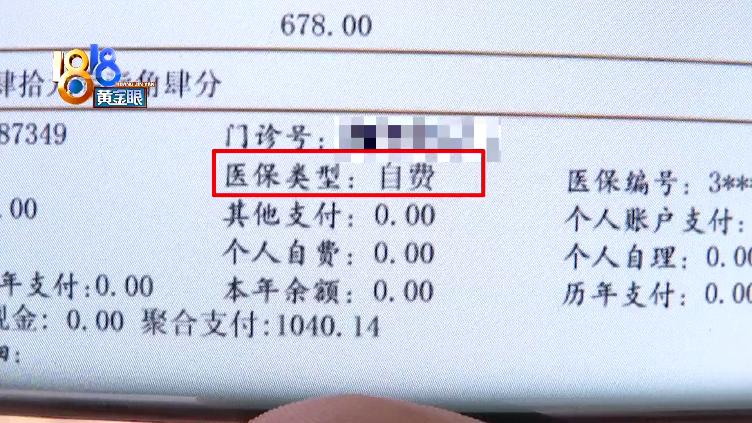 678.00
肆拾
1818
黄金眼
角肆分
87349
门诊号:
医保类型: 自费
医保编号: 3***
.00
其他支付: 0.00
个人账户支付:
个人自费: 0.00
个人自理: 0.00
年支付:0.00
本年余额: 0.00
历年支付: 0.00
现金: 0.00 聚合支付:1040.14